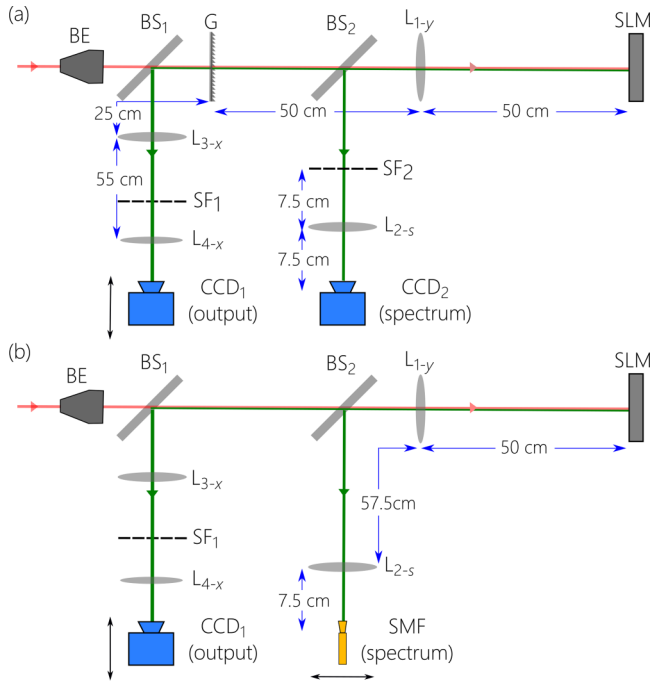 (a)
BE
BS1
G
BS2
L1-y
SLM
25 cm
50 cm
50 cm
L3-x
55 cm
SF1
SF2
7.5 cm
L4-x
L2-s
7.5 cm
CCD1
(output)
CCD2
(spectrum)
(b)
BE
BS1
BS2
L1-y
SLM
50 cm
L3-x
57.5cm
SF1
L4-x
L2-s
7.5 cm
CCD1
(output)
SMF
(spectrum)